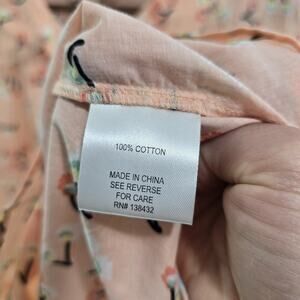 100% COTTON
MADE IN CHINA
SEE REVERSE
FOR CARE
RN# 138432